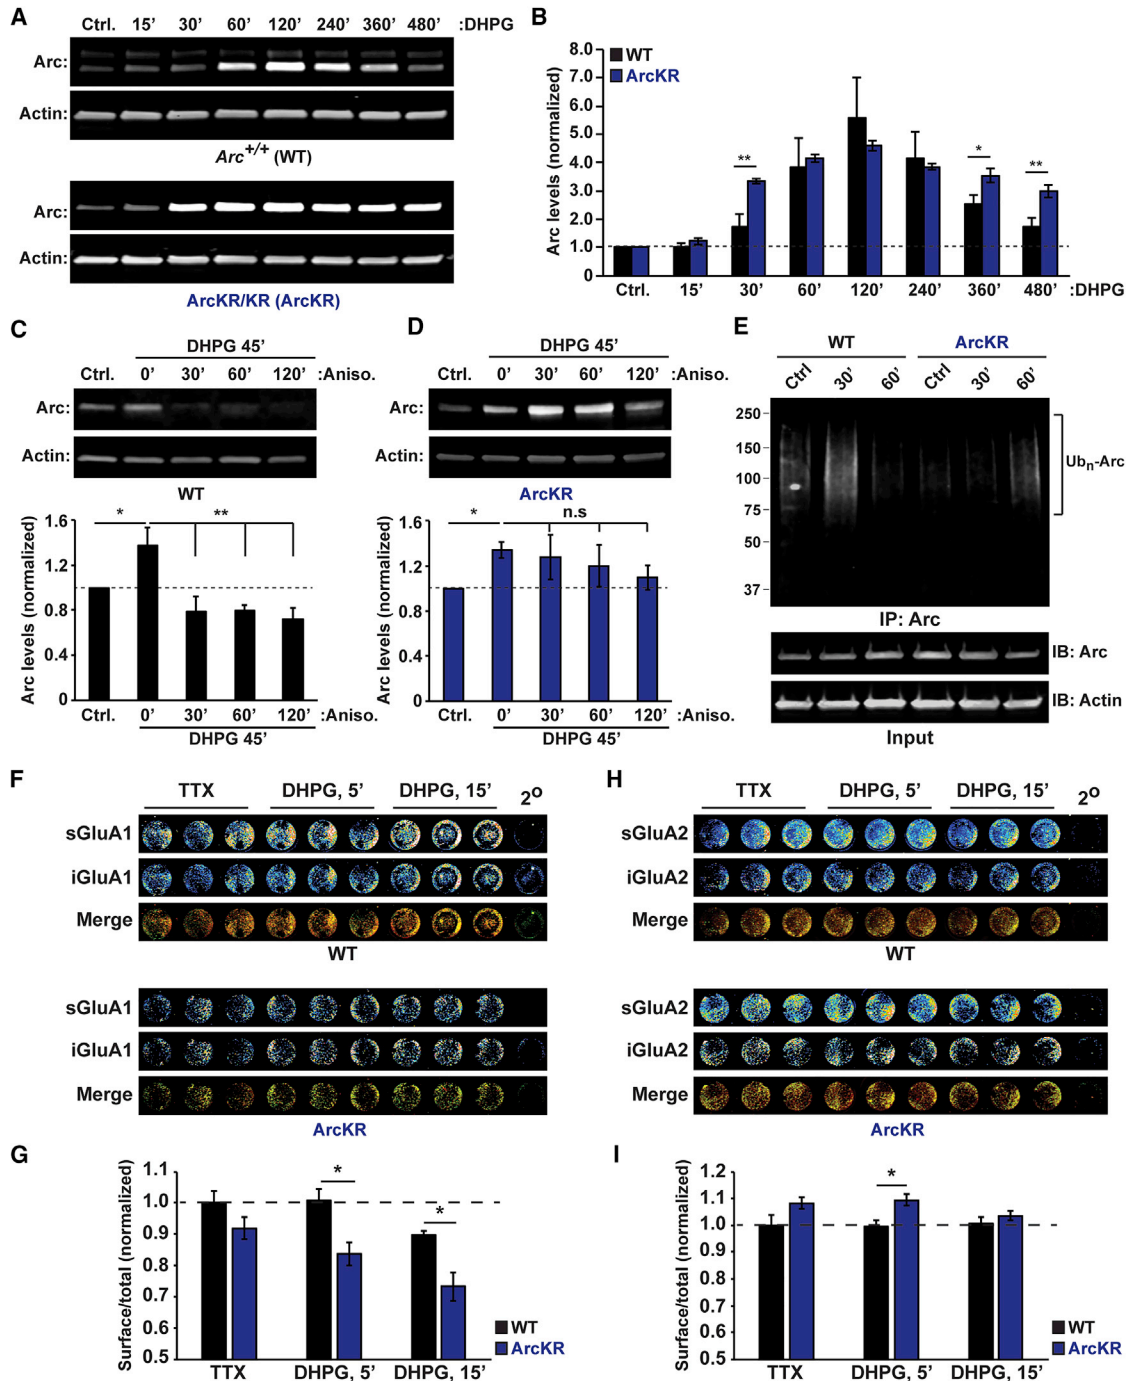 A
Ctrl. 15’ 30’ 60’ 120’ 240’ 360’ 480’ :DHPG
Arc:
Actin:
Arc+/+ (WT)
Arc:
Actin:
ArcKR/KR (ArcKR)
B
WT
ArcKR
Arc levels (normalized)
8.0
7.0
6.0
5.0
4.0
3.0
2.0
1.0
0
**
*
**
Ctrl. 15’ 30’ 60’ 120’ 240’ 360’ 480’ :DHPG
C
DHPG 45’
Ctrl. 0’ 30’ 60’ 120’ :Aniso.
Arc:
Actin:
WT
Arc levels (normalized)
1.6
1.2
0.8
0.4
0
*
**
Ctrl. 0’ 30’ 60’ 120’ :Aniso.
DHPG 45’
D
DHPG 45’
Ctrl. 0’ 30’ 60’ 120’ :Aniso.
Arc:
Actin:
ArcKR
Arc levels (normalized)
1.6
1.2
0.8
0.4
0
*
n.s
Ctrl. 0’ 30’ 60’ 120’ :Aniso.
DHPG 45’
E
WT ArcKR
Ctrl 30’ 60’ Ctrl 30’ 60’
250
150
100
75
50
37
Ubn-Arc
IP: Arc
IB: Arc
IB: Actin
Input
F
TTX DHPG, 5’ DHPG, 15’ 2º
sGluA1
iGluA1
Merge
WT
sGluA1
iGluA1
Merge
ArcKR
G
Surface/total (normalized)
1.1
1.0
0.9
0.8
0.7
0.6
0.5
*
*
WT
ArcKR
TTX DHPG, 5’ DHPG, 15’
H
TTX DHPG, 5’ DHPG, 15’ 2º
sGluA2
iGluA2
Merge
WT
sGluA2
iGluA2
Merge
ArcKR
I
Surface/total (normalized)
1.2
1.1
1.0
0.9
0.8
0.7
0.6
0.5
*
WT
ArcKR
TTX DHPG, 5’ DHPG, 15’